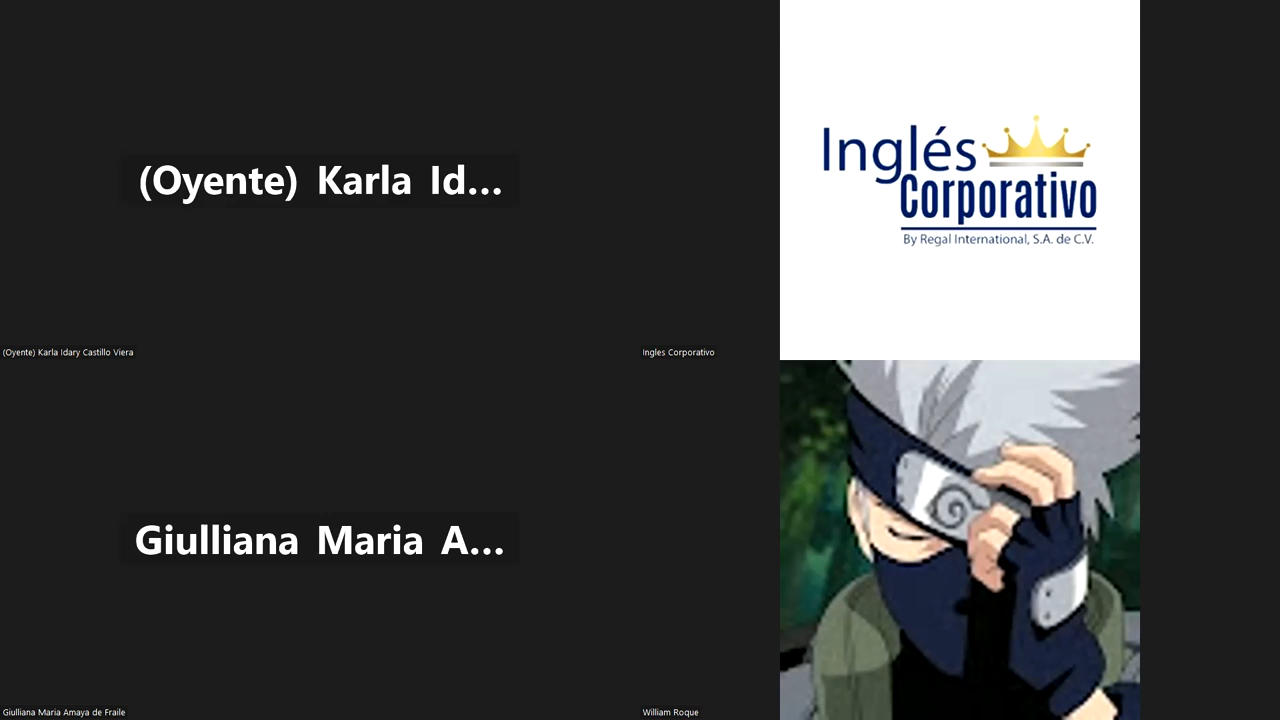 (Oyente) Karla Id...
(Oyente) Karla Idary Castillo Viera
Inglés
Corporativo
By Regal International, S.A. de C.V.
Ingles Corporativo
Giulliana Maria A...
Giulliana Maria Amaya de Fraile
William Roque